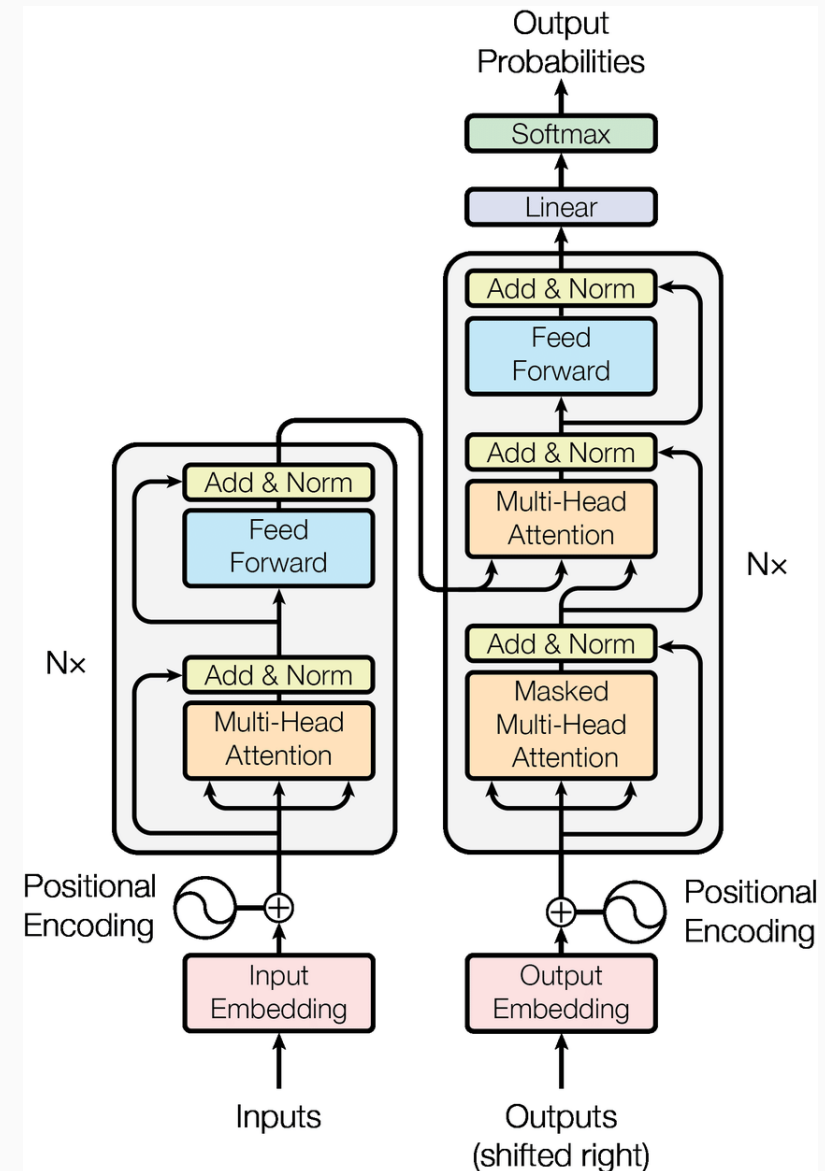 Output
Probabilities
Softmax
Linear
Add & Norm
Feed
Forward
Add & Norm
Multi-Head
Attention
Add & Norm
Masked
Multi-Head
Attention
N×
Add & Norm
Feed
Forward
Add & Norm
Multi-Head
Attention
N×
Positional
Encoding
Positional
Encoding
Input
Embedding
Output
Embedding
Inputs
Outputs
(shifted right)